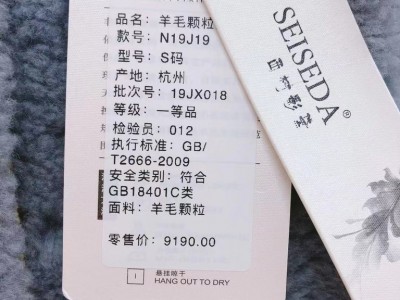 品名：羊毛颗粒
款号：N19J19
型号：S码
产地：杭州
批次号：19JX018
等级：一等品
检验员：012
执行标准：GB/
T2666-2009
安全类别：符合
GB18401C类
面料：羊毛颗粒
零售价：9190.00
悬挂晾干
HANG OUT TO DRY
SEISEDA®